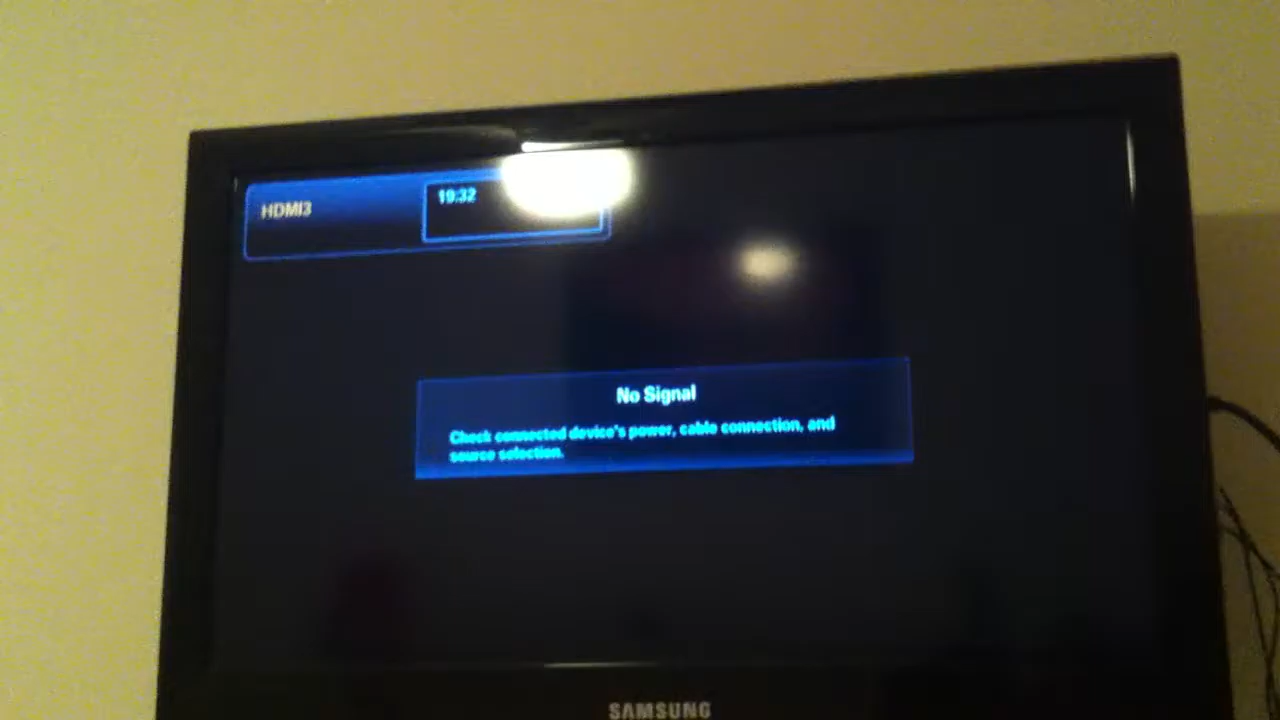 HDMI3
19:32
No Signal
Check connected device's power, cable connection, and
source selection.
SAMSUNG